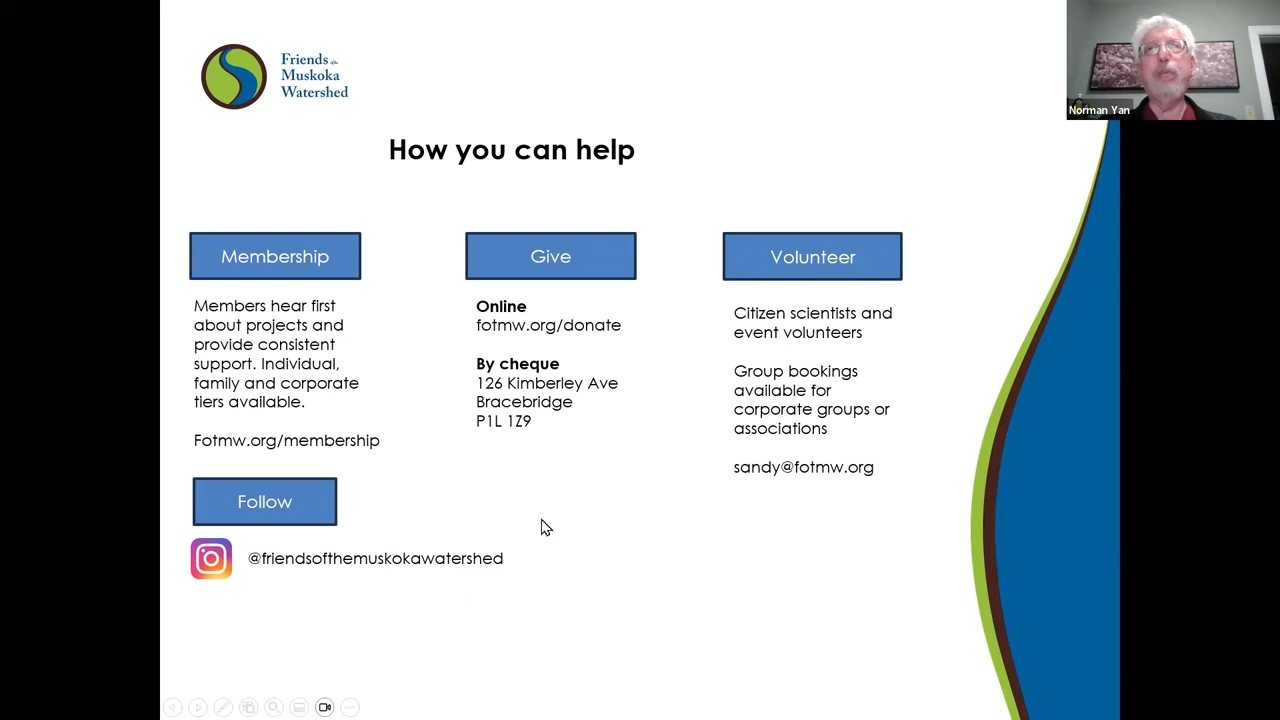 Friends of the
Muskoka
Watershed
Norman Yan
How you can help
Membership
Members hear first
about projects and
provide consistent
support. Individual,
family and corporate
tiers available.
Fotmw.org/membership
Give
Online
fotmw.org/donate
By cheque
126 Kimberley Ave
Bracebridge
P1L 1Z9
Volunteer
Citizen scientists and
event volunteers
Group bookings
available for
corporate groups or
associations
sandy@fotmw.org
Follow
@friendsofthemuskokawatershed